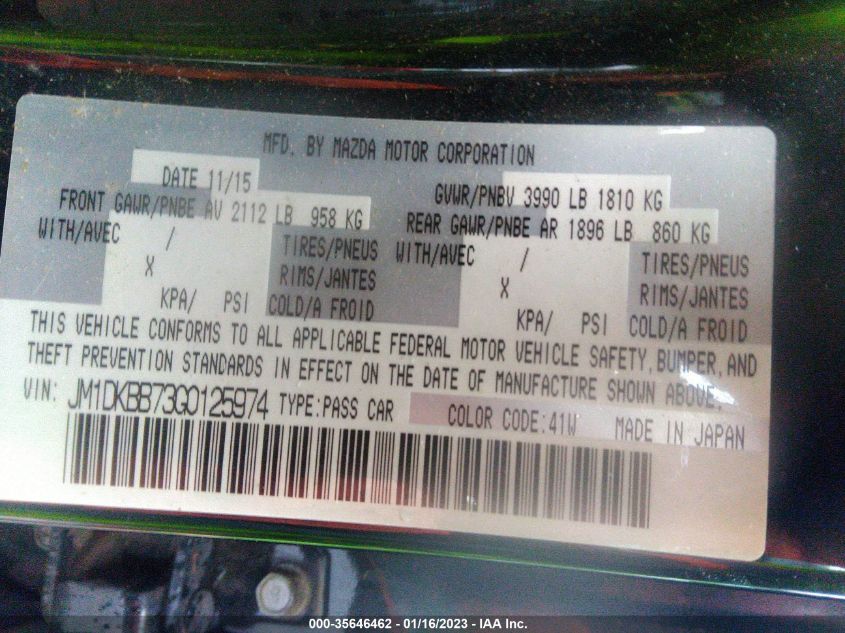 MFD. BY MAZDA MOTOR CORPORATION
DATE 11/15
GVWR/PNBV 3990 LB 1810 KG
FRONT GAWR/PNBE AV 2112 LB 958 KG
REAR GAWR/PNBE AR 1896 LB 860 KG
WITH/AVEC / TIRES/PNEUS
WITH/AVEC / TIRES/PNEUS
X RIMS/JANTES
X RIMS/JANTES
KPA/ PSI COLD/A FROID
KPA/ PSI COLD/A FROID
THIS VEHICLE CONFORMS TO ALL APPLICABLE FEDERAL MOTOR VEHICLE SAFETY, BUMPER, AND
THEFT PREVENTION STANDARDS IN EFFECT ON THE DATE OF MANUFACTURE SHOWN ABOVE.
VIN: JM1DKBB73G0125974 TYPE:PASS CAR COLOR CODE:41W MADE IN JAPAN
000-35646462 - 01/16/2023 - IAA Inc.